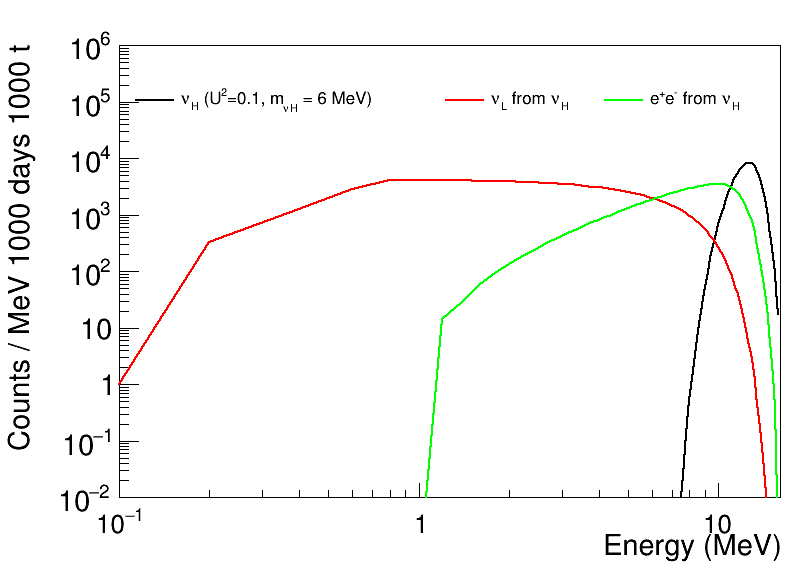 Counts / MeV 1000 days 1000 t
10⁶
10⁵
10⁴
10³
10²
10
1
10⁻¹
10⁻²
ν_H (U²=0.1, m_νH = 6 MeV)
ν_L from ν_H
e⁺e⁻ from ν_H
10⁻¹
1
10
Energy (MeV)